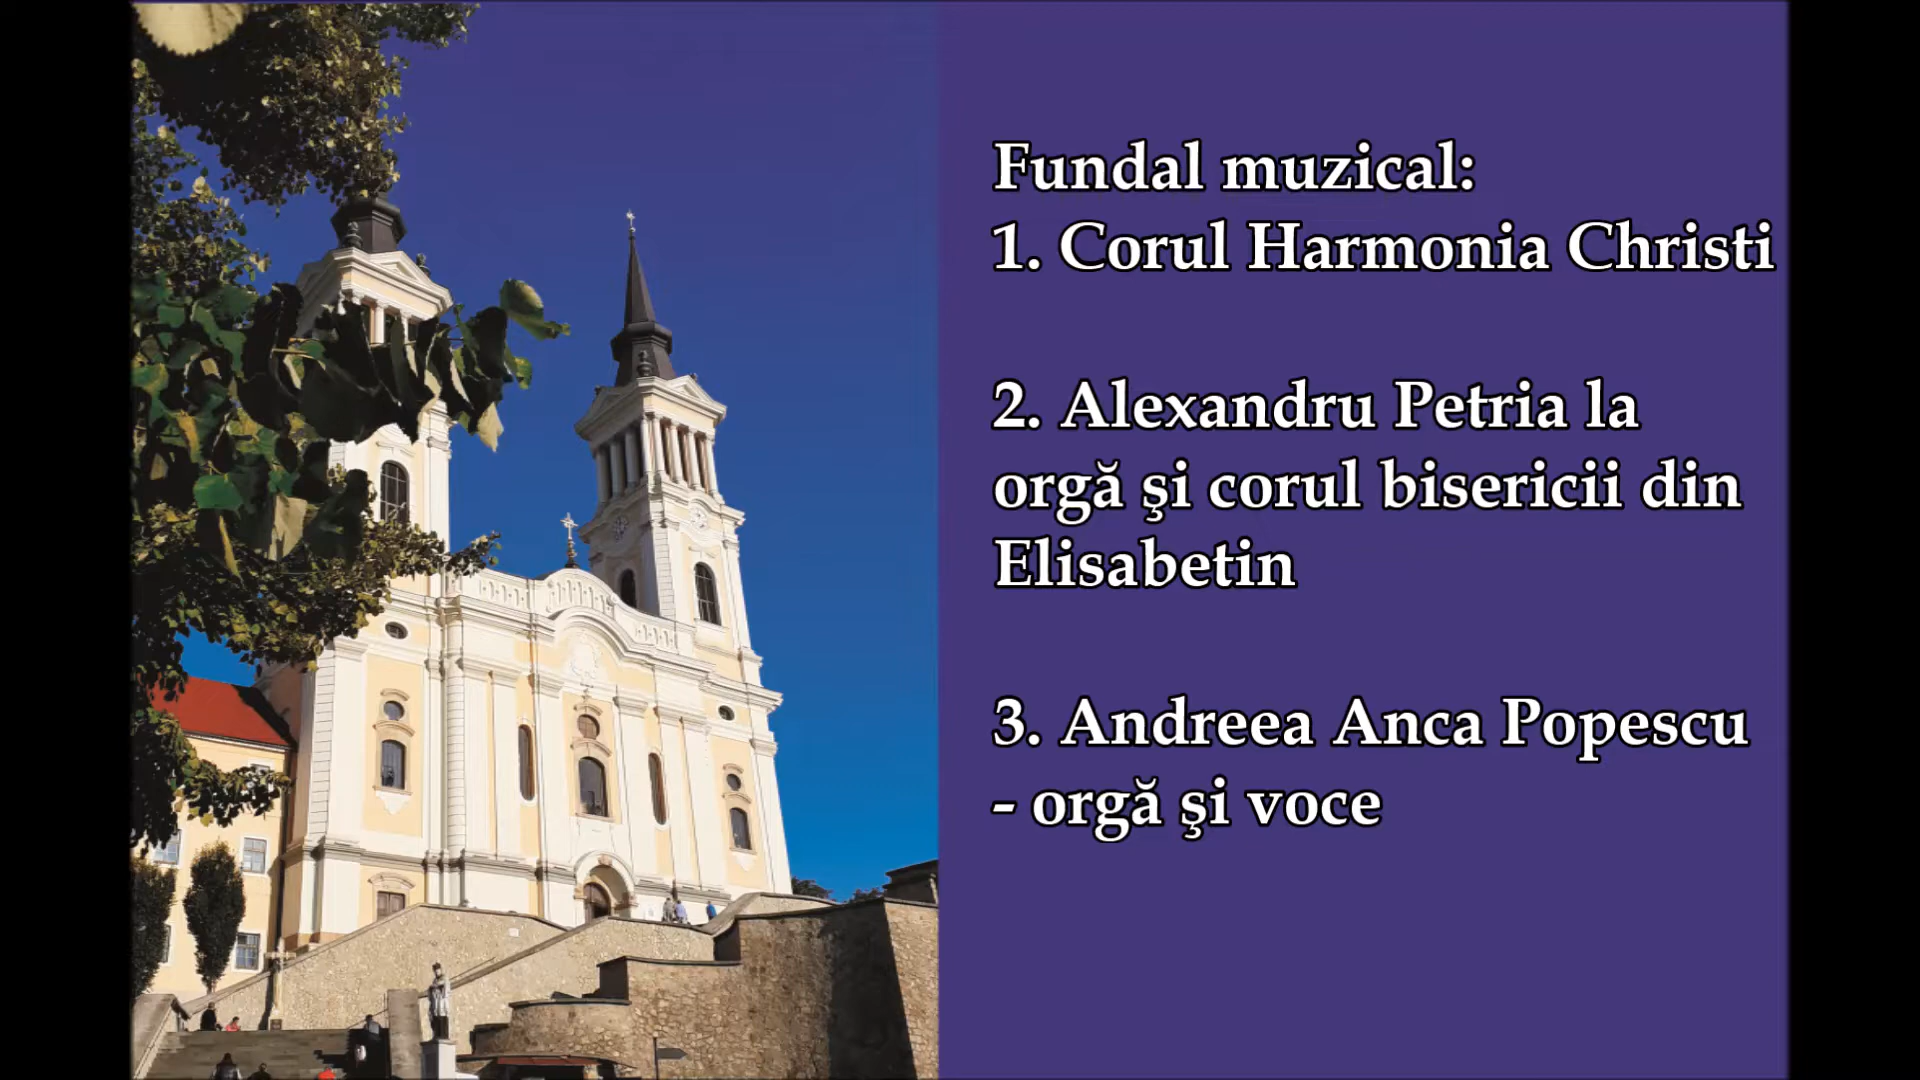 Fundal muzical:
1. Corul Harmonia Christi
2. Alexandru Petria la
orgă şi corul bisericii din
Elisabetin
3. Andreea Anca Popescu
- orgă şi voce